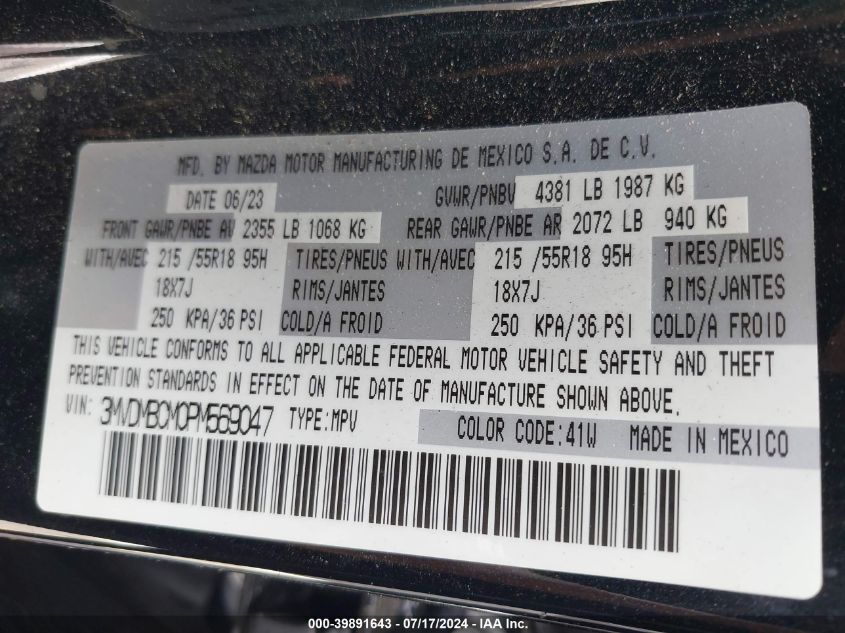 MFD. BY MAZDA MOTOR MANUFACTURING DE MEXICO S.A. DE C.V.
DATE 06/23 GVWR/PNBV 4381 LB 1987 KG
FRONT GAWR/PNBE AV 2355 LB 1068 KG REAR GAWR/PNBE AR 2072 LB 940 KG
WITH/AVEC 215 /55R18 95H TIRES/PNEUS WITH/AVEC 215 /55R18 95H TIRES/PNEUS
18X7J RIMS/JANTES 18X7J RIMS/JANTES
250 KPA/36 PSI COLD/A FROID 250 KPA/36 PSI COLD/A FROID
THIS VEHICLE CONFORMS TO ALL APPLICABLE FEDERAL MOTOR VEHICLE SAFETY AND THEFT
PREVENTION STANDARDS IN EFFECT ON THE DATE OF MANUFACTURE SHOWN ABOVE.
VIN: 3MVDMBCM0PM569047 TYPE:MPV COLOR CODE:41W MADE IN MEXICO
000-39891643 / 07/17/2024 - IAA Inc.